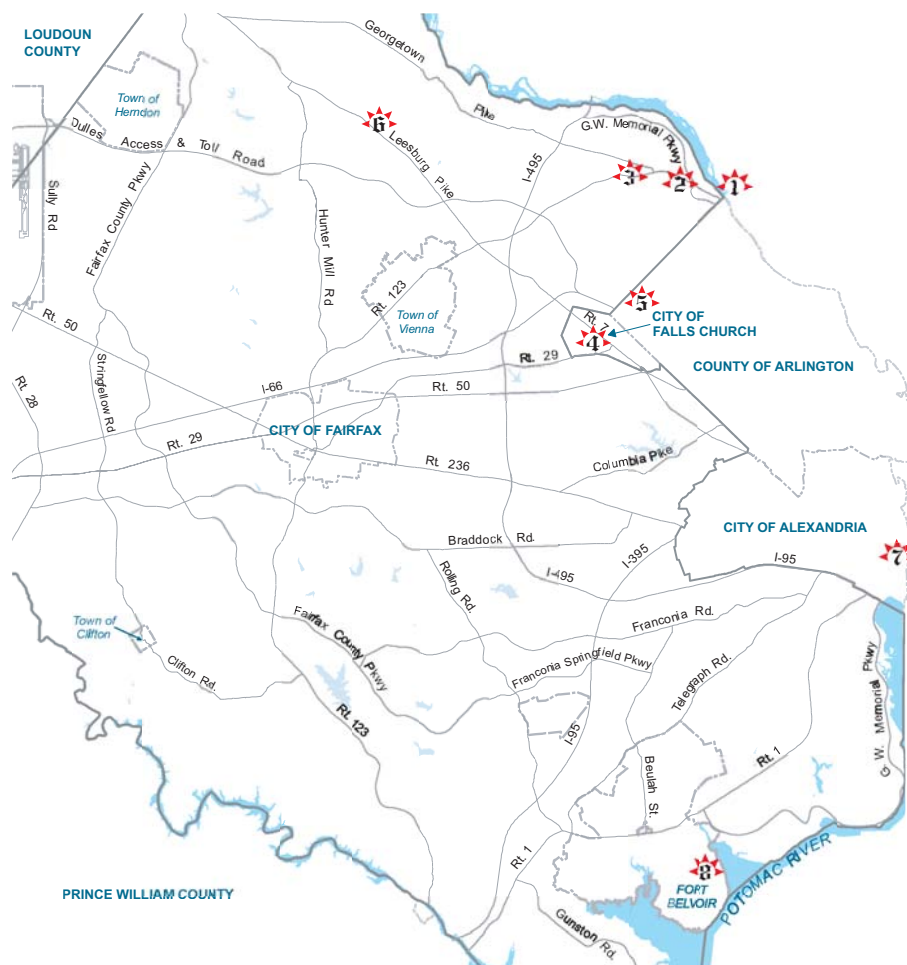 LOUDOUN
COUNTY
Georgetown
Pike
Town of
Herndon
G.W. Memorial Pkwy
6
Dulles Access & Toll Road
Leesburg
Pike
I-495
3
2
1
Sully Rd
Fairfax County Pkwy
Hunter Mill Rd
Rt. 123
Town of
Vienna
5
Rt. 7
CITY OF
FALLS CHURCH
4
Rt. 50
Rt. 29
COUNTY OF ARLINGTON
Stringfellow Rd
I-66
Rt. 50
Rt. 28
CITY OF FAIRFAX
Rt. 29
Rt. 236
Columbia Pike
CITY OF ALEXANDRIA
Braddock Rd.
I-395
I-95
7
Rolling Rd.
I-495
Town of
Clifton
Fairfax County Pkwy
Franconia Rd.
Clifton Rd.
Franconia Springfield Pkwy
Telegraph Rd.
G. W. Memorial Pkwy
Rt. 123
I-95
Beulah St.
Rt. 1
Rt. 1
8
FORT
BELVOIR
POTOMAC RIVER
PRINCE WILLIAM COUNTY
Gunston Rd.